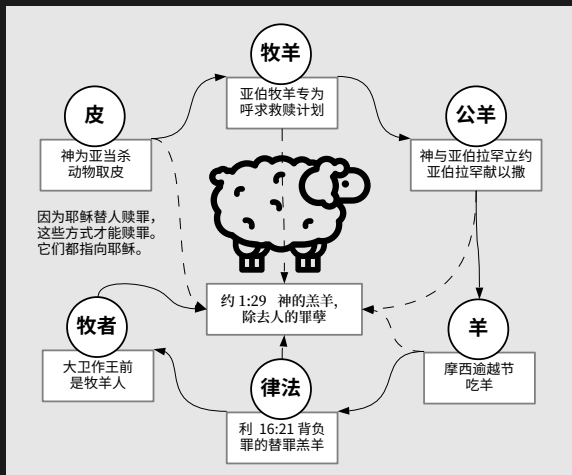 牧羊
亚伯牧羊专为
呼求救赎计划
皮
神为亚当杀
动物取皮
公羊
神与亚伯拉罕立约
亚伯拉罕献以撒
因为耶稣替人赎罪，
这些方式才能赎罪。
它们都指向耶稣。
约 1:29 神的羔羊,
除去人的罪孽
牧者
大卫作王前
是牧羊人
羊
摩西逾越节
吃羊
律法
利 16:21 背负
罪的替罪羔羊